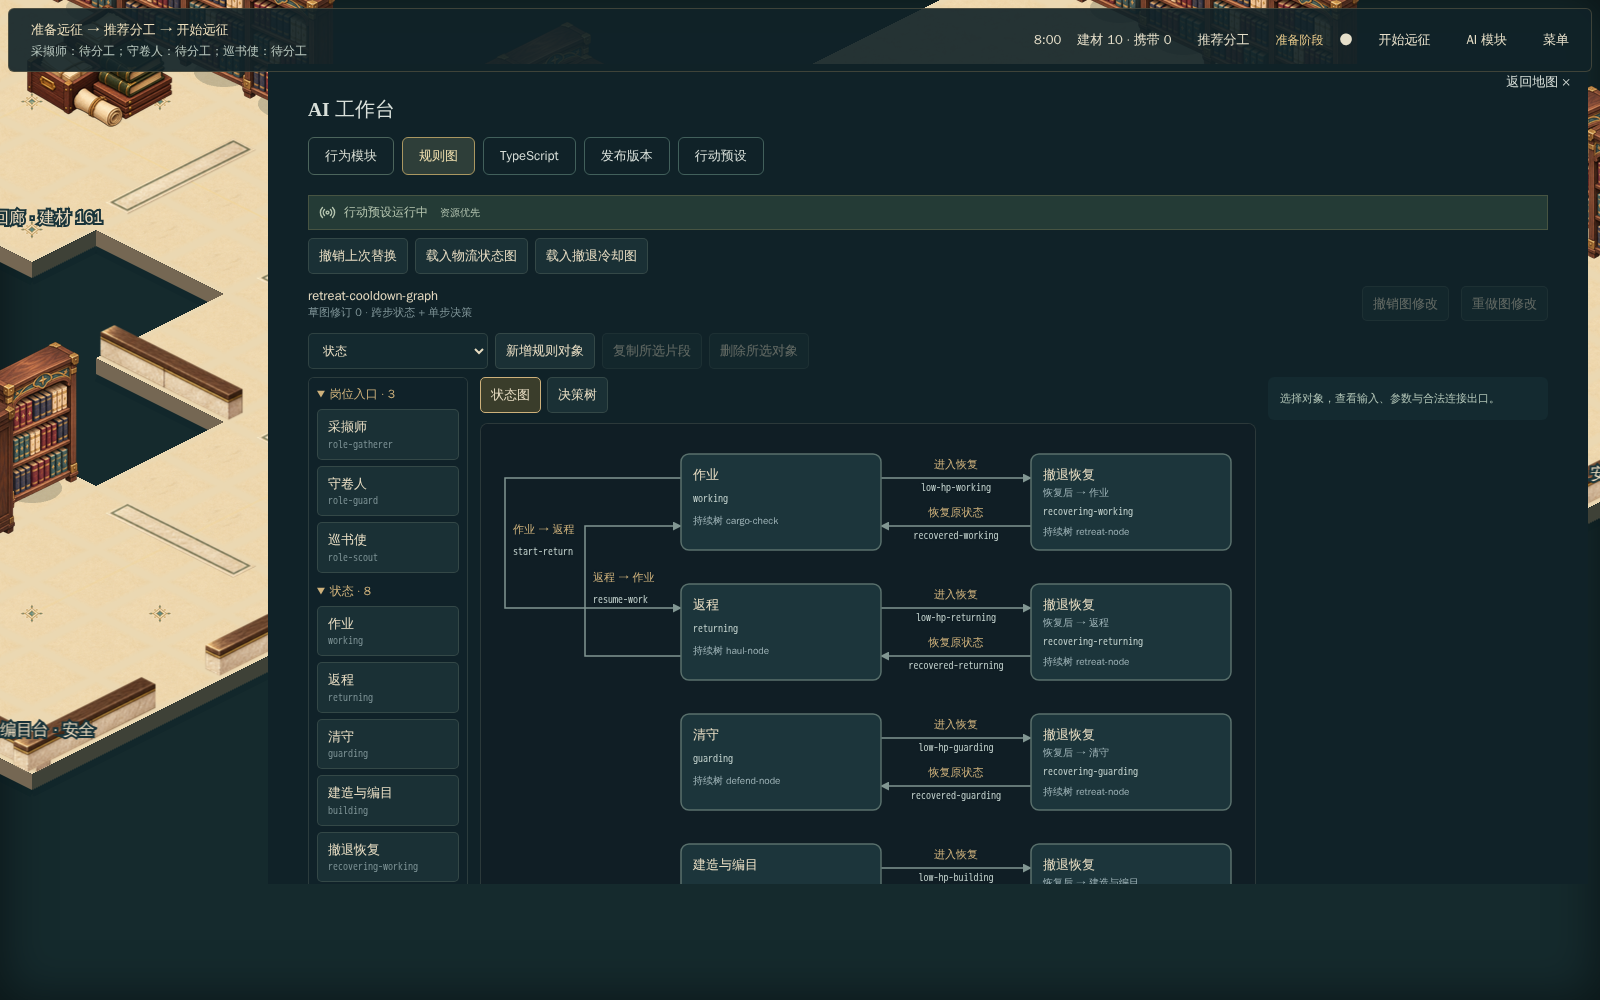 准备远征 → 推荐分工 → 开始远征
采撷师：待分工；守卷人：待分工；巡书使：待分工
8:00 建材 10 · 携带 0 推荐分工 准备阶段 开始远征 AI 模块 菜单
返回地图 ×
AI 工作台
行为模块 规则图 TypeScript 发布版本 行动预设
行动预设运行中 资源优先
撤销上次替换 载入物流状态图 载入撤退冷却图
retreat-cooldown-graph
草图修订 0 · 跨步状态 + 单步决策
撤销图修改 重做图修改
状态 新增规则对象 复制所选片段 删除所选对象
岗位入口 · 3
采撷师
role-gatherer
守卷人
role-guard
巡书使
role-scout
状态 · 8
作业
working
返程
returning
清守
guarding
建造与编目
building
撤退恢复
recovering-working
状态图 决策树
作业
working
持续树 cargo-check
进入恢复
low-hp-working
恢复原状态
recovered-working
撤退恢复
恢复后 → 作业
recovering-working
持续树 retreat-node
作业 → 返程
start-return
返程 → 作业
resume-work
返程
returning
持续树 haul-node
进入恢复
low-hp-returning
恢复原状态
recovered-returning
撤退恢复
恢复后 → 返程
recovering-returning
持续树 retreat-node
清守
guarding
持续树 defend-node
进入恢复
low-hp-guarding
恢复原状态
recovered-guarding
撤退恢复
恢复后 → 清守
recovering-guarding
持续树 retreat-node
建造与编目
进入恢复
low-hp-building
撤退恢复
恢复后 → 建造与编目
选择对象，查看输入、参数与合法连接出口。
回廊 · 建材 161
编目台 · 安全